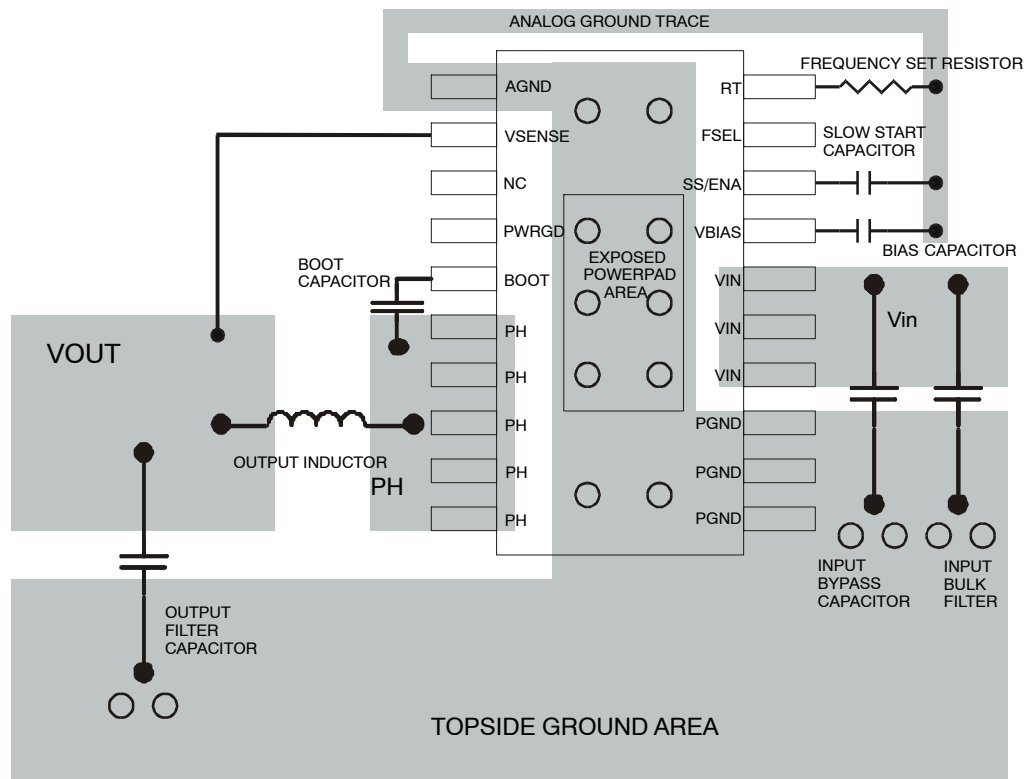 ANALOG GROUND TRACE
AGND
VSENSE
NC
PWRGD
BOOT
PH
PH
PH
PH
PH
RT
FSEL
SS/ENA
VBIAS
VIN
VIN
VIN
PGND
PGND
PGND
EXPOSED
POWERPAD
AREA
FREQUENCY SET RESISTOR
SLOW START
CAPACITOR
BIAS CAPACITOR
BOOT
CAPACITOR
VOUT
OUTPUT INDUCTOR
PH
Vin
INPUT
BYPASS
CAPACITOR
INPUT
BULK
FILTER
OUTPUT
FILTER
CAPACITOR
TOPSIDE GROUND AREA